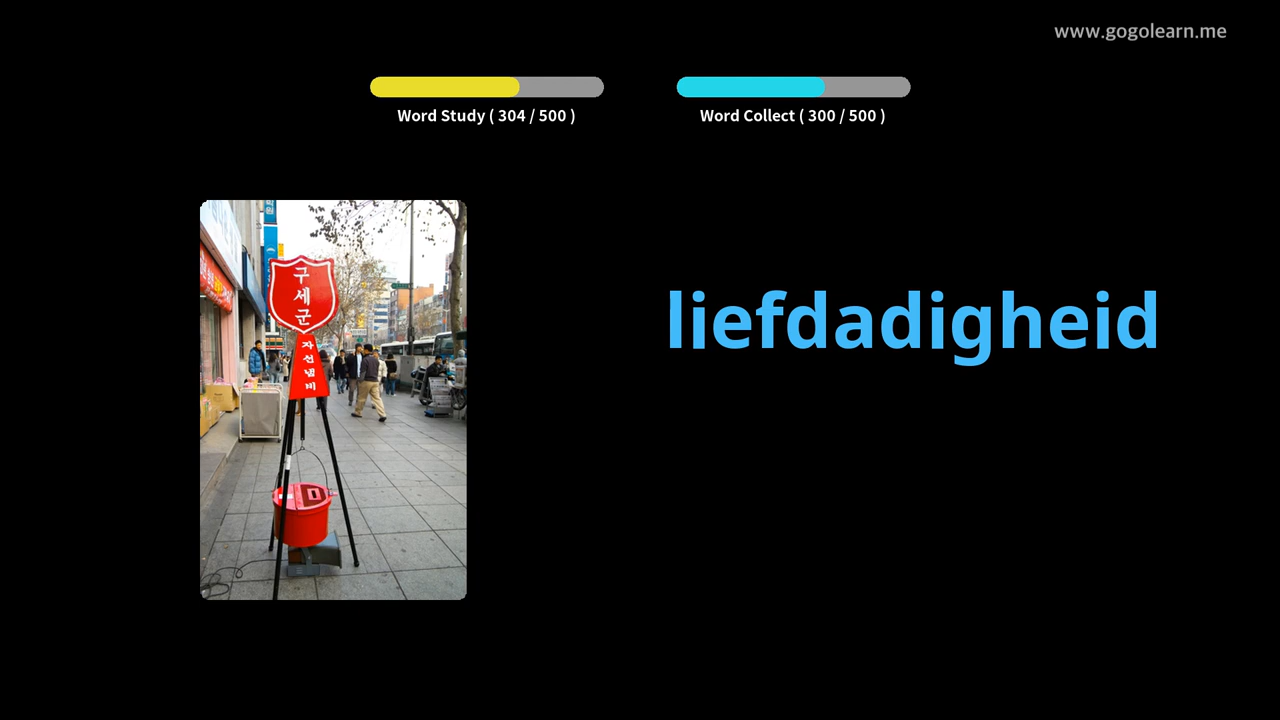 www.gogolearn.me
Word Study ( 304 / 500 )
Word Collect ( 300 / 500 )
구세군
자선냄비
liefdadigheid